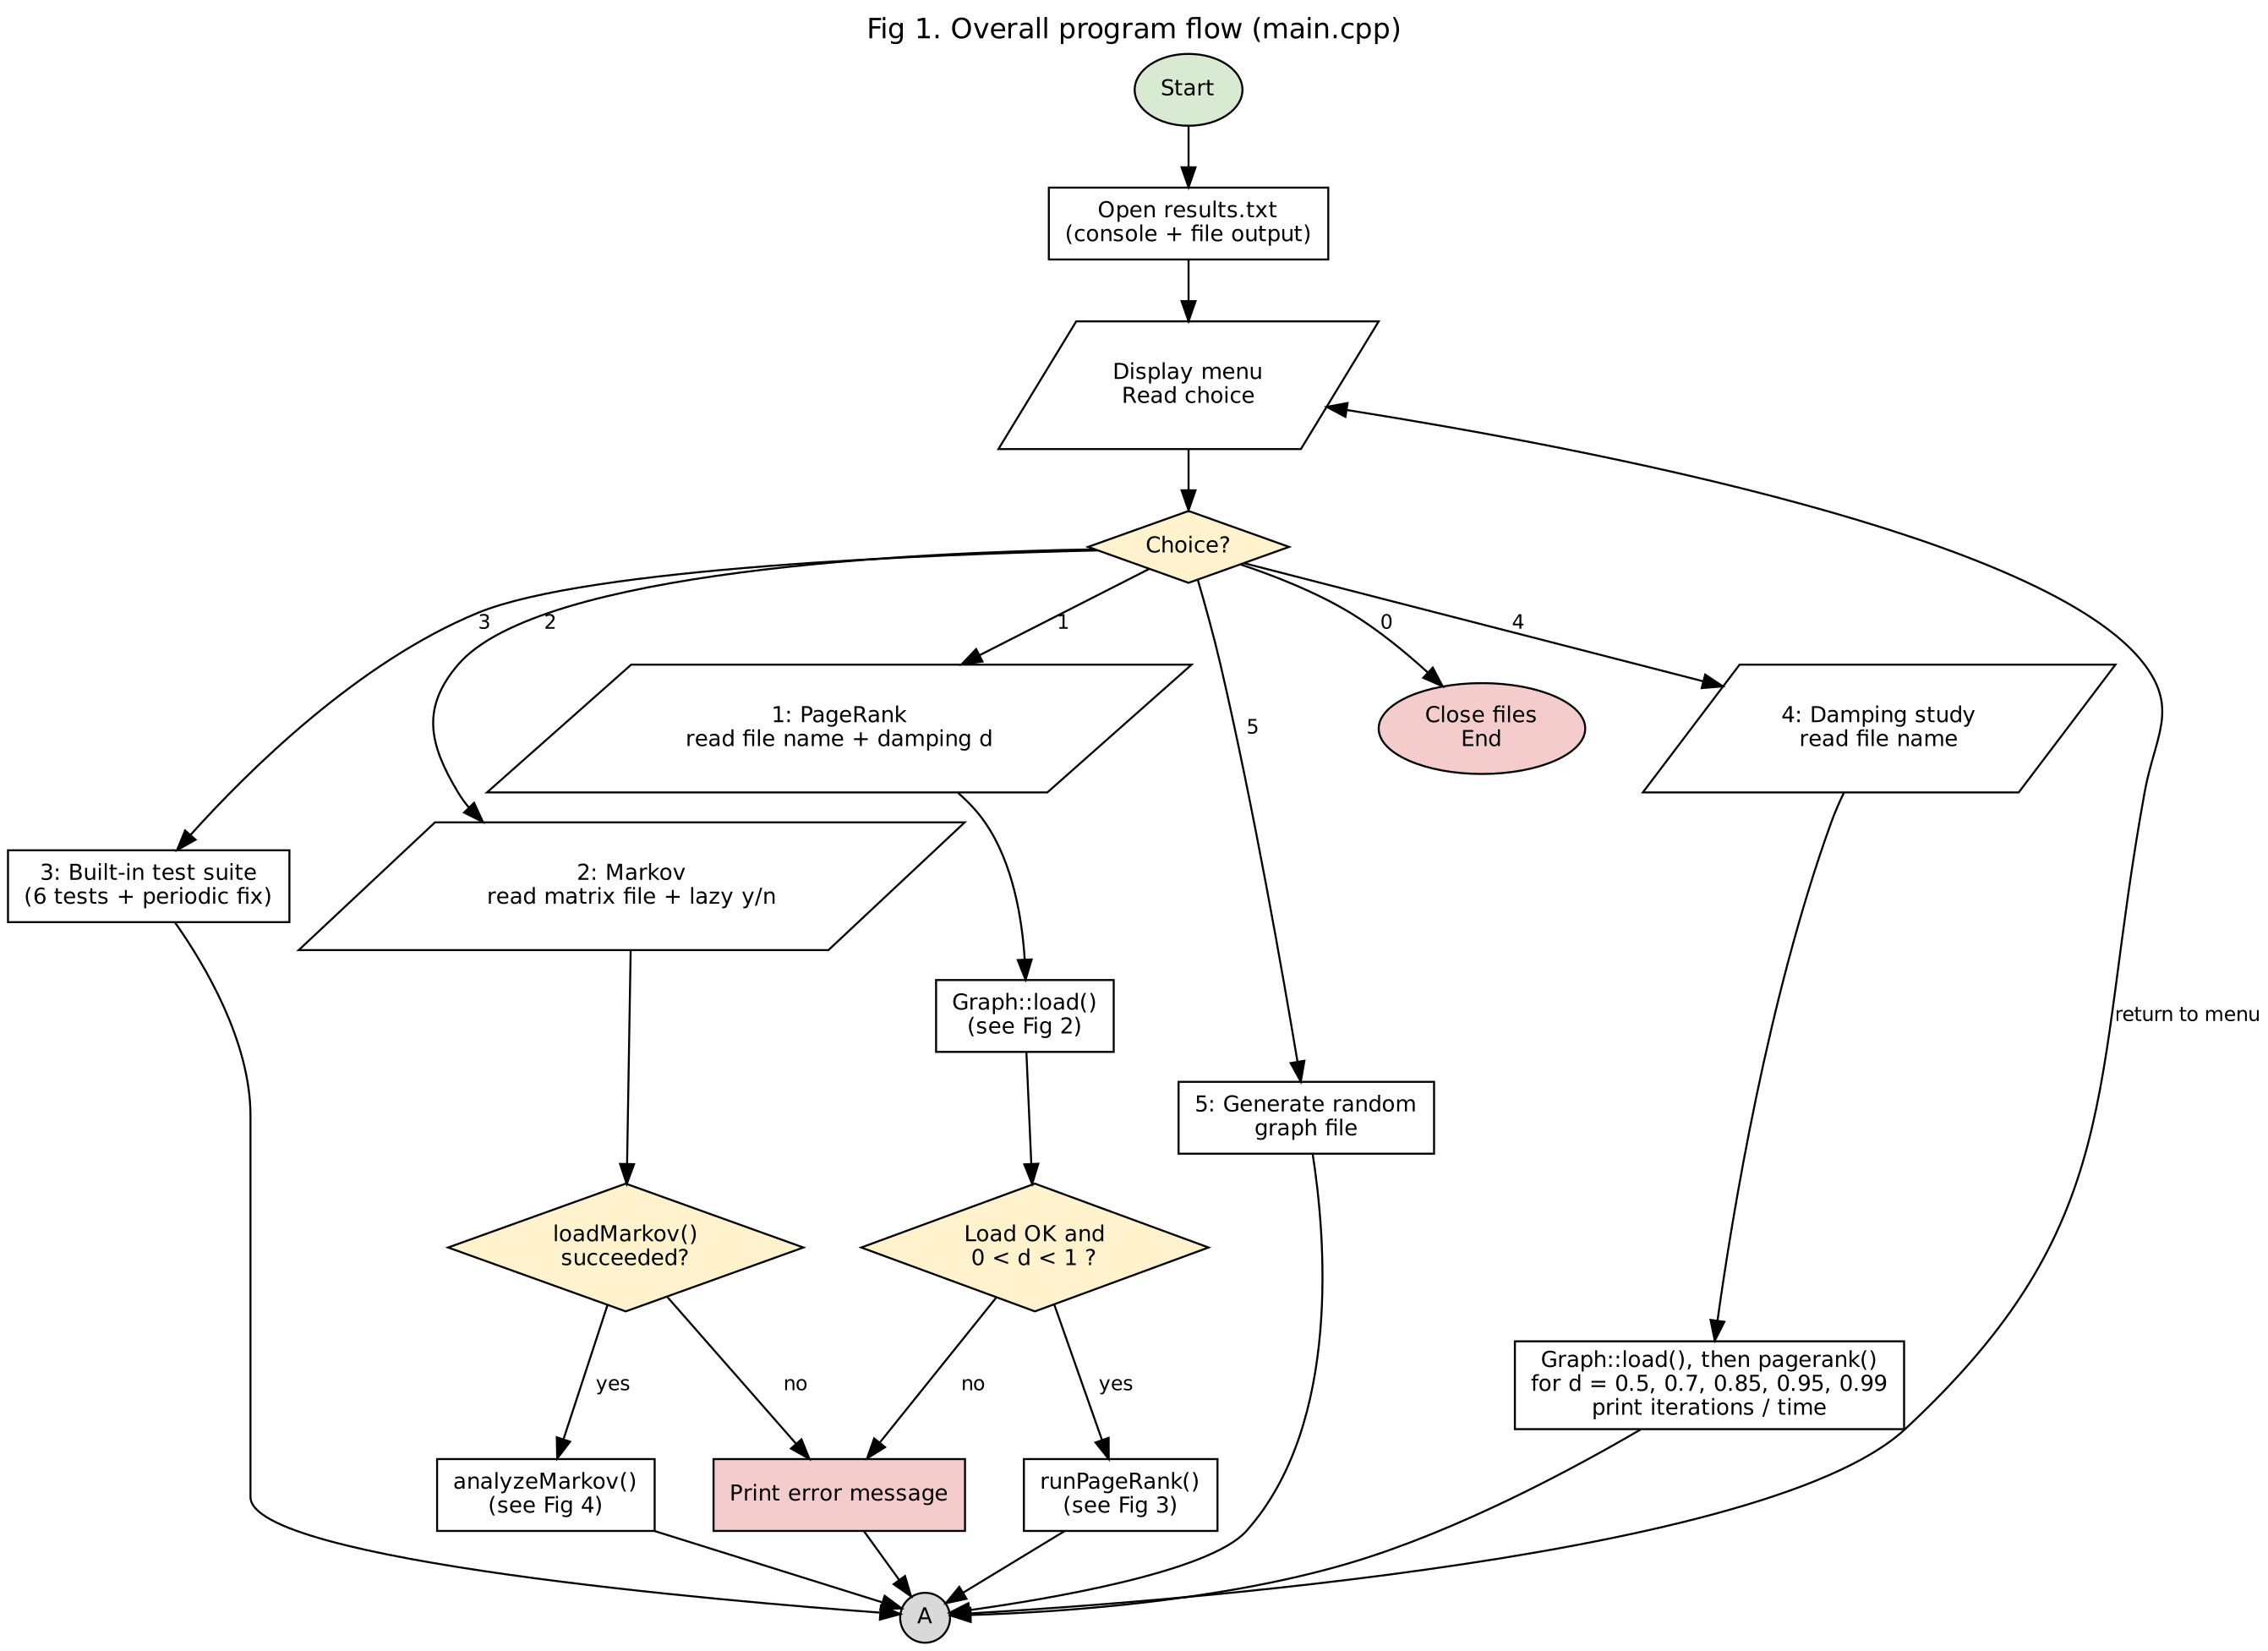 Fig 1. Overall program flow (main.cpp)
Start
Open results.txt
(console + file output)
Display menu
Read choice
Choice?
3
2
1
0
4
5
1: PageRank
read file name + damping d
Close files
End
4: Damping study
read file name
3: Built-in test suite
(6 tests + periodic fix)
2: Markov
read matrix file + lazy y/n
Graph::load()
(see Fig 2)
return to menu
5: Generate random
graph file
loadMarkov()
succeeded?
Load OK and
0 < d < 1 ?
Graph::load(), then pagerank()
for d = 0.5, 0.7, 0.85, 0.95, 0.99
print iterations / time
yes
no
no
yes
analyzeMarkov()
(see Fig 4)
Print error message
runPageRank()
(see Fig 3)
A